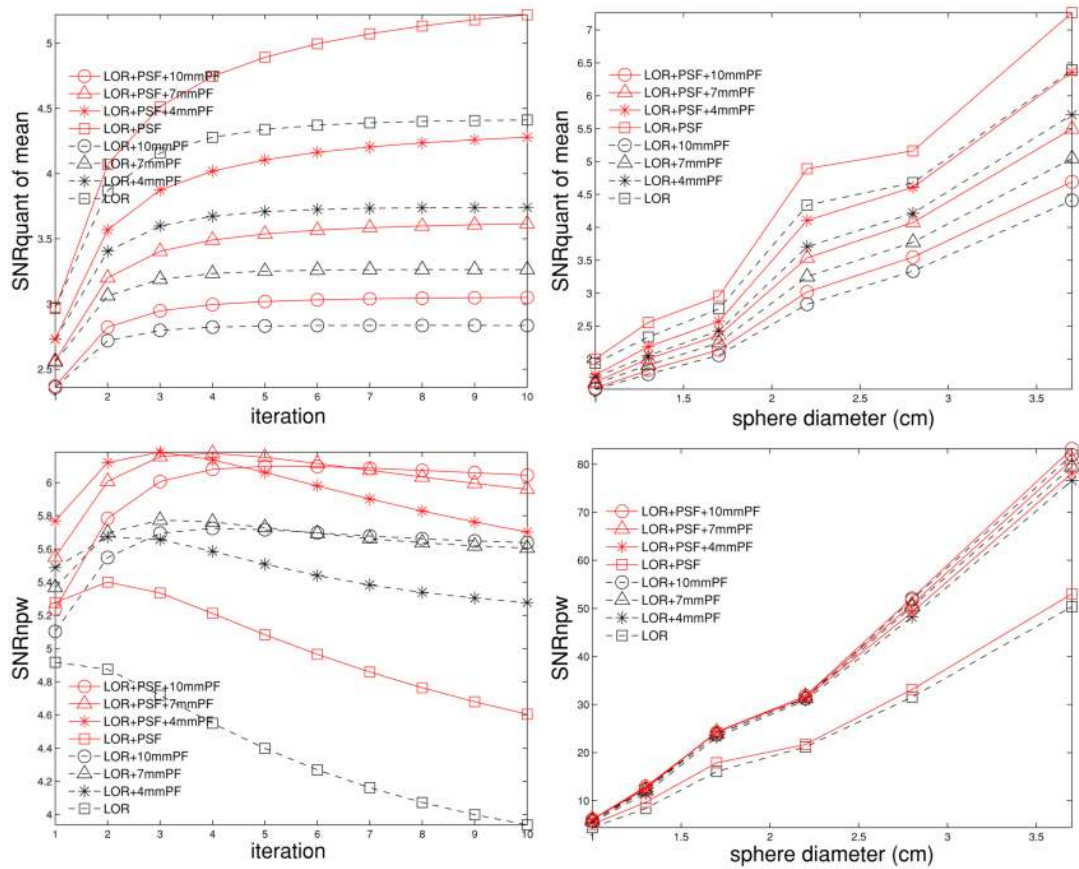 SNRquant of mean
5
4.5
4
3.5
3
2.5
LOR+PSF+10mmPF
LOR+PSF+7mmPF
LOR+PSF+4mmPF
LOR+PSF
LOR+10mmPF
LOR+7mmPF
LOR+4mmPF
LOR
1 2 3 4 5 6 7 8 9 10
iteration
SNRquant of mean
7
6.5
6
5.5
5
4.5
4
3.5
3
2.5
2
LOR+PSF+10mmPF
LOR+PSF+7mmPF
LOR+PSF+4mmPF
LOR+PSF
LOR+10mmPF
LOR+7mmPF
LOR+4mmPF
LOR
1.5 2 2.5 3 3.5
sphere diameter (cm)
SNRnpw
6
5.8
5.6
5.4
5.2
5
4.8
4.6
4.4
4.2
4
LOR+PSF+10mmPF
LOR+PSF+7mmPF
LOR+PSF+4mmPF
LOR+PSF
LOR+10mmPF
LOR+7mmPF
LOR+4mmPF
LOR
1 2 3 4 5 6 7 8 9 10
iteration
SNRnpw
80
70
60
50
40
30
20
10
LOR+PSF+10mmPF
LOR+PSF+7mmPF
LOR+PSF+4mmPF
LOR+PSF
LOR+10mmPF
LOR+7mmPF
LOR+4mmPF
LOR
1.5 2 2.5 3 3.5
sphere diameter (cm)